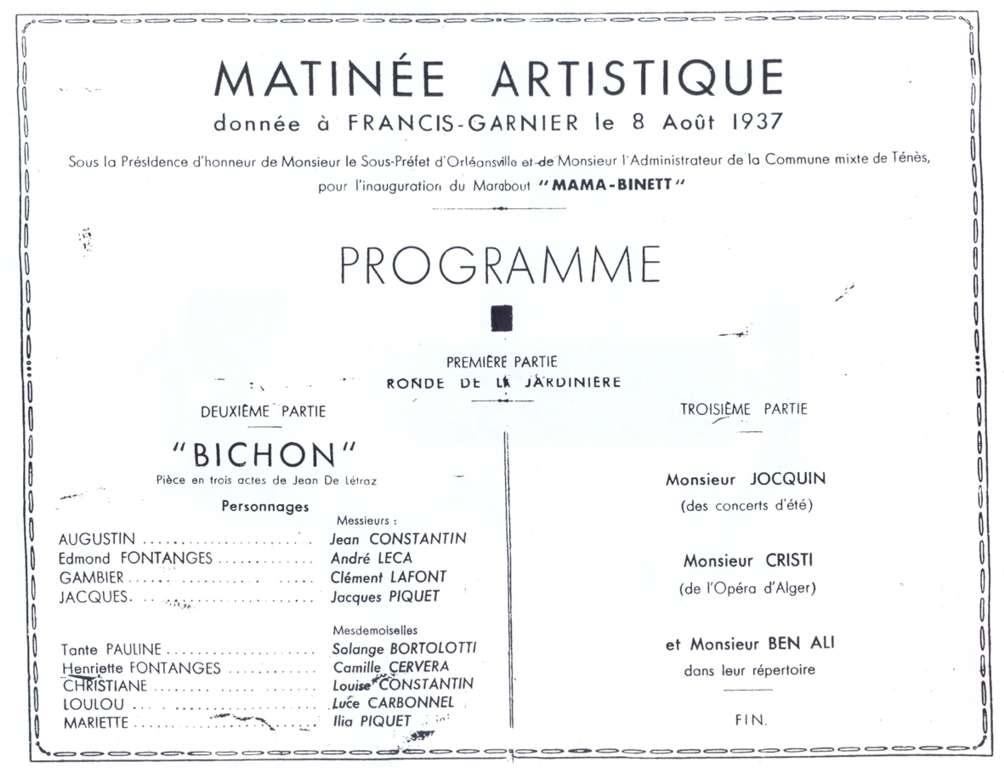 MATINÉE ARTISTIQUE
donnée à FRANCIS-GARNIER le 8 Août 1937
Sous la Présidence d'honneur de Monsieur le Sous-Préfet d'Orléansville et de Monsieur l'Administrateur de la Commune mixte de Ténès,
pour l'inauguration du Marabout "MAMA-BINETT"
PROGRAMME
PREMIÈRE PARTIE
RONDE DE LA JARDINIÈRE
DEUXIÈME PARTIE
"BICHON"
Pièce en trois actes de Jean De Létraz
Personnages
Messieurs :
AUGUSTIN ...................... Jean CONSTANTIN
Edmond FONTANGES ............. André LECA
GAMBIER ...................... Clément LAFONT
JACQUES. ...................... Jacques PIQUET
Mesdemoiselles
Tante PAULINE .................. Solange BORTOLOTTI
Henriette FONTANGES ............ Camille CERVERA
CHRISTIANE ...................... Louise CONSTANTIN
LOULOU ...................... Luce CARBONNEL
MARIETTE ...................... Ilia PIQUET
TROISIÈME PARTIE
Monsieur JOCQUIN
(des concerts d'été)
Monsieur CRISTI
(de l'Opéra d'Alger)
et Monsieur BEN ALI
dans leur répertoire
FIN.